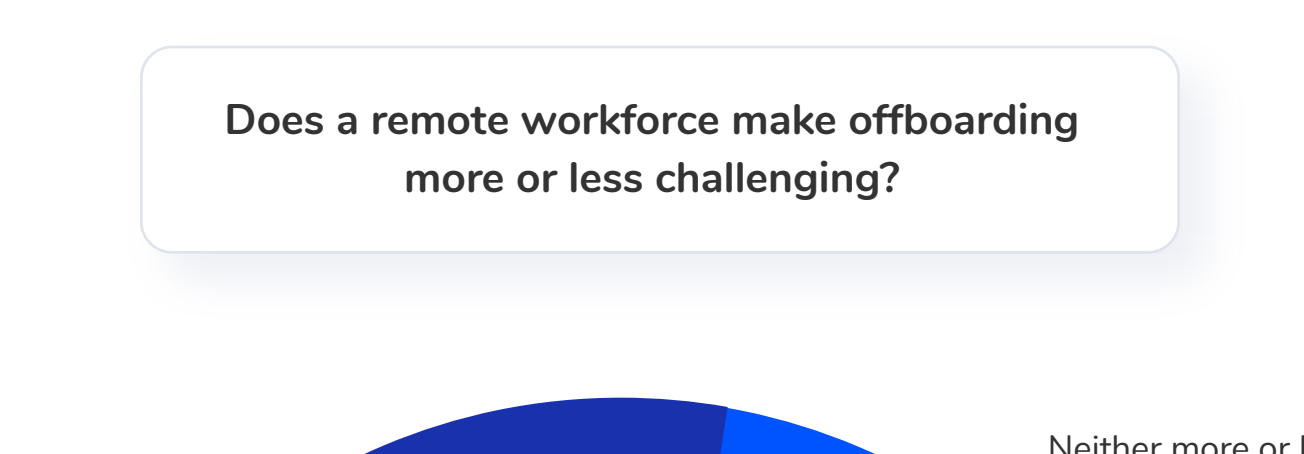 Does a remote workforce make offboarding
more or less challenging?
Neither more or